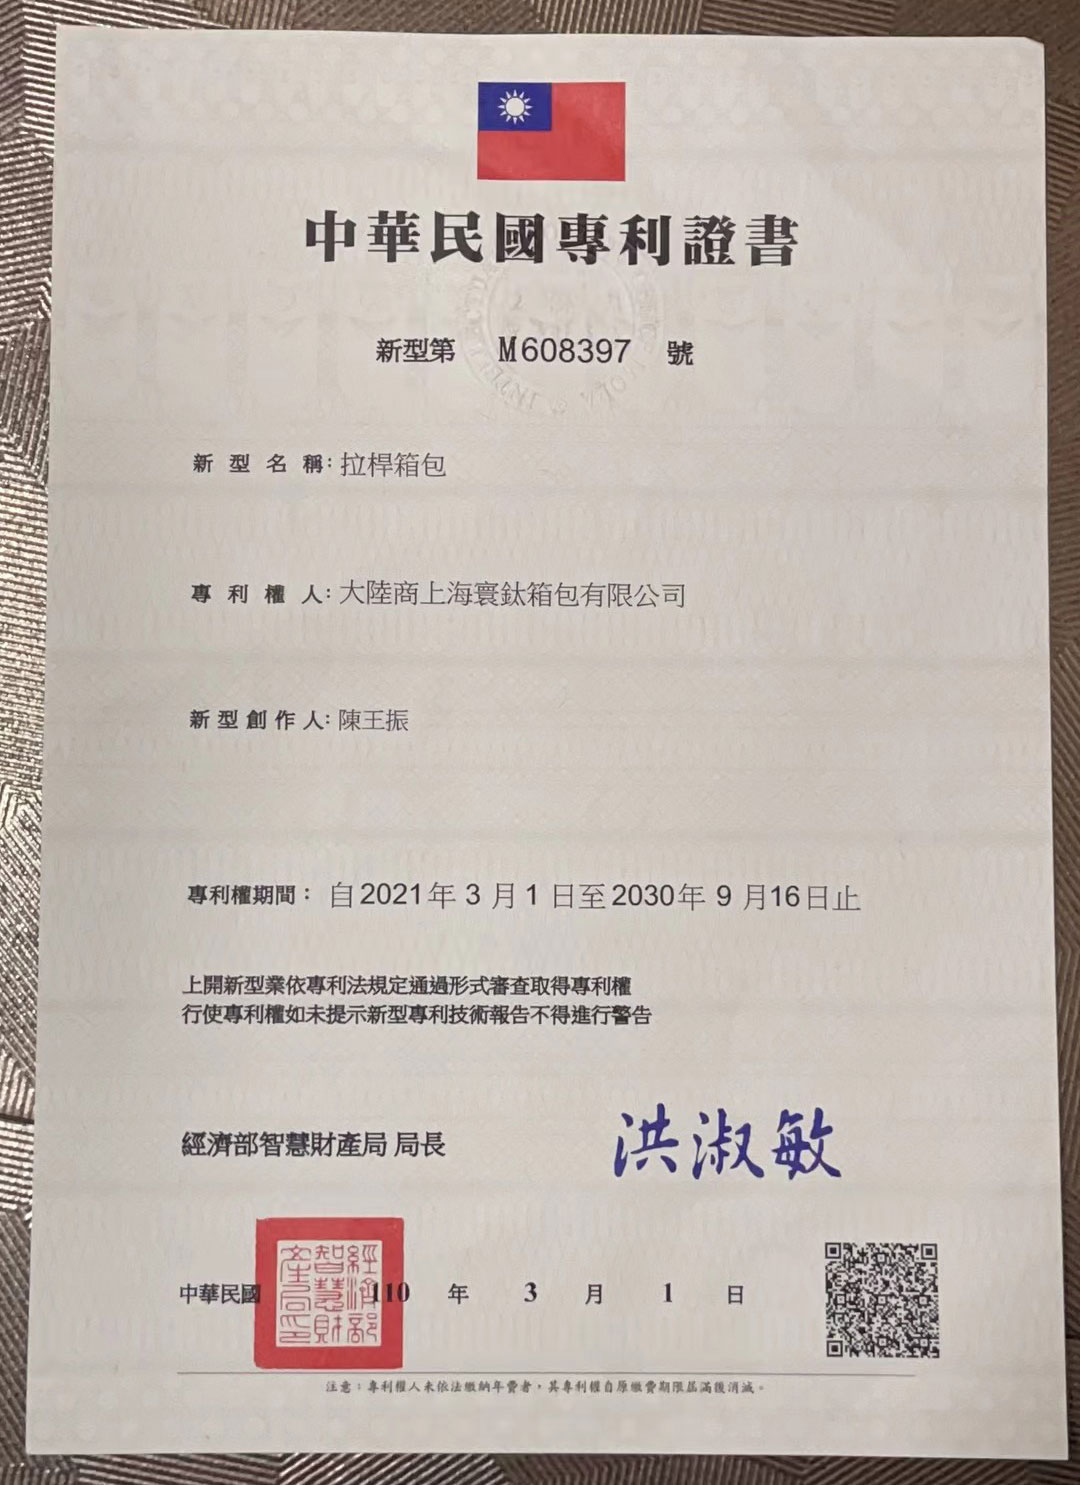 中華民國專利證書
新型第 M608397 號
新型名稱：拉桿箱包
專利權人：大陸商上海寰鈦箱包有限公司
新型創作人：陳王振
專利權期間： 自2021年 3 月 1 日至 2030年 9 月16日止
上開新型業依專利法規定通過形式審查取得專利權
行使專利權如未提示新型專利技術報告不得進行警告
經濟部智慧財產局 局長 洪淑敏
中華民國 110 年 3 月 1 日
經濟部智慧財產局印
注意：專利權人未依法繳納年費者，其專利權自原繳費期限屆滿後消滅。